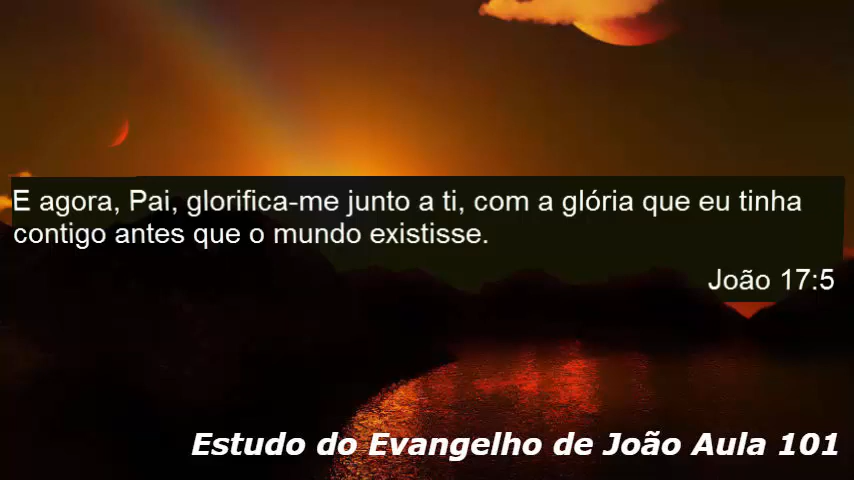 E agora, Pai, glorifica-me junto a ti, com a glória que eu tinha
contigo antes que o mundo existisse.
João 17:5
Estudo do Evangelho de João Aula 101